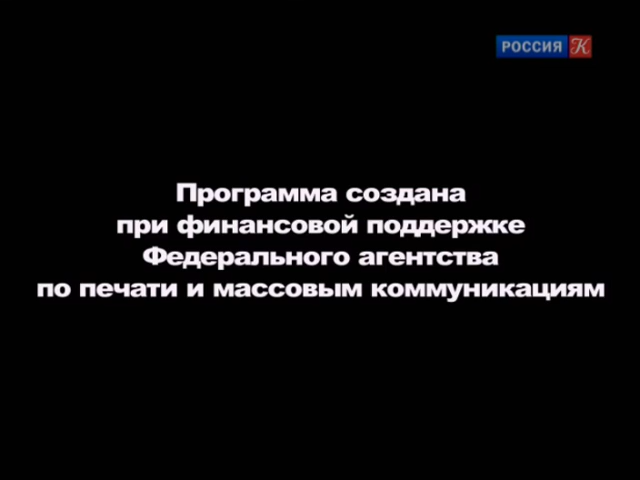 РОССИЯ К
Программа создана
при финансовой поддержке
Федерального агентства
по печати и массовым коммуникациям